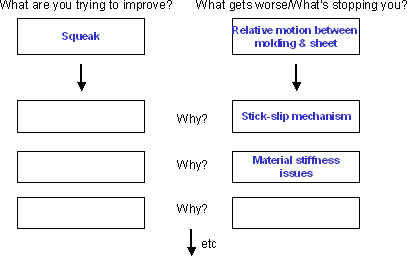 What are you trying to improve?
What gets worse/What's stopping you?
Squeak
Relative motion between
molding & sheet
Why?
Stick-slip mechanism
Why?
Material stiffness
issues
Why?
etc